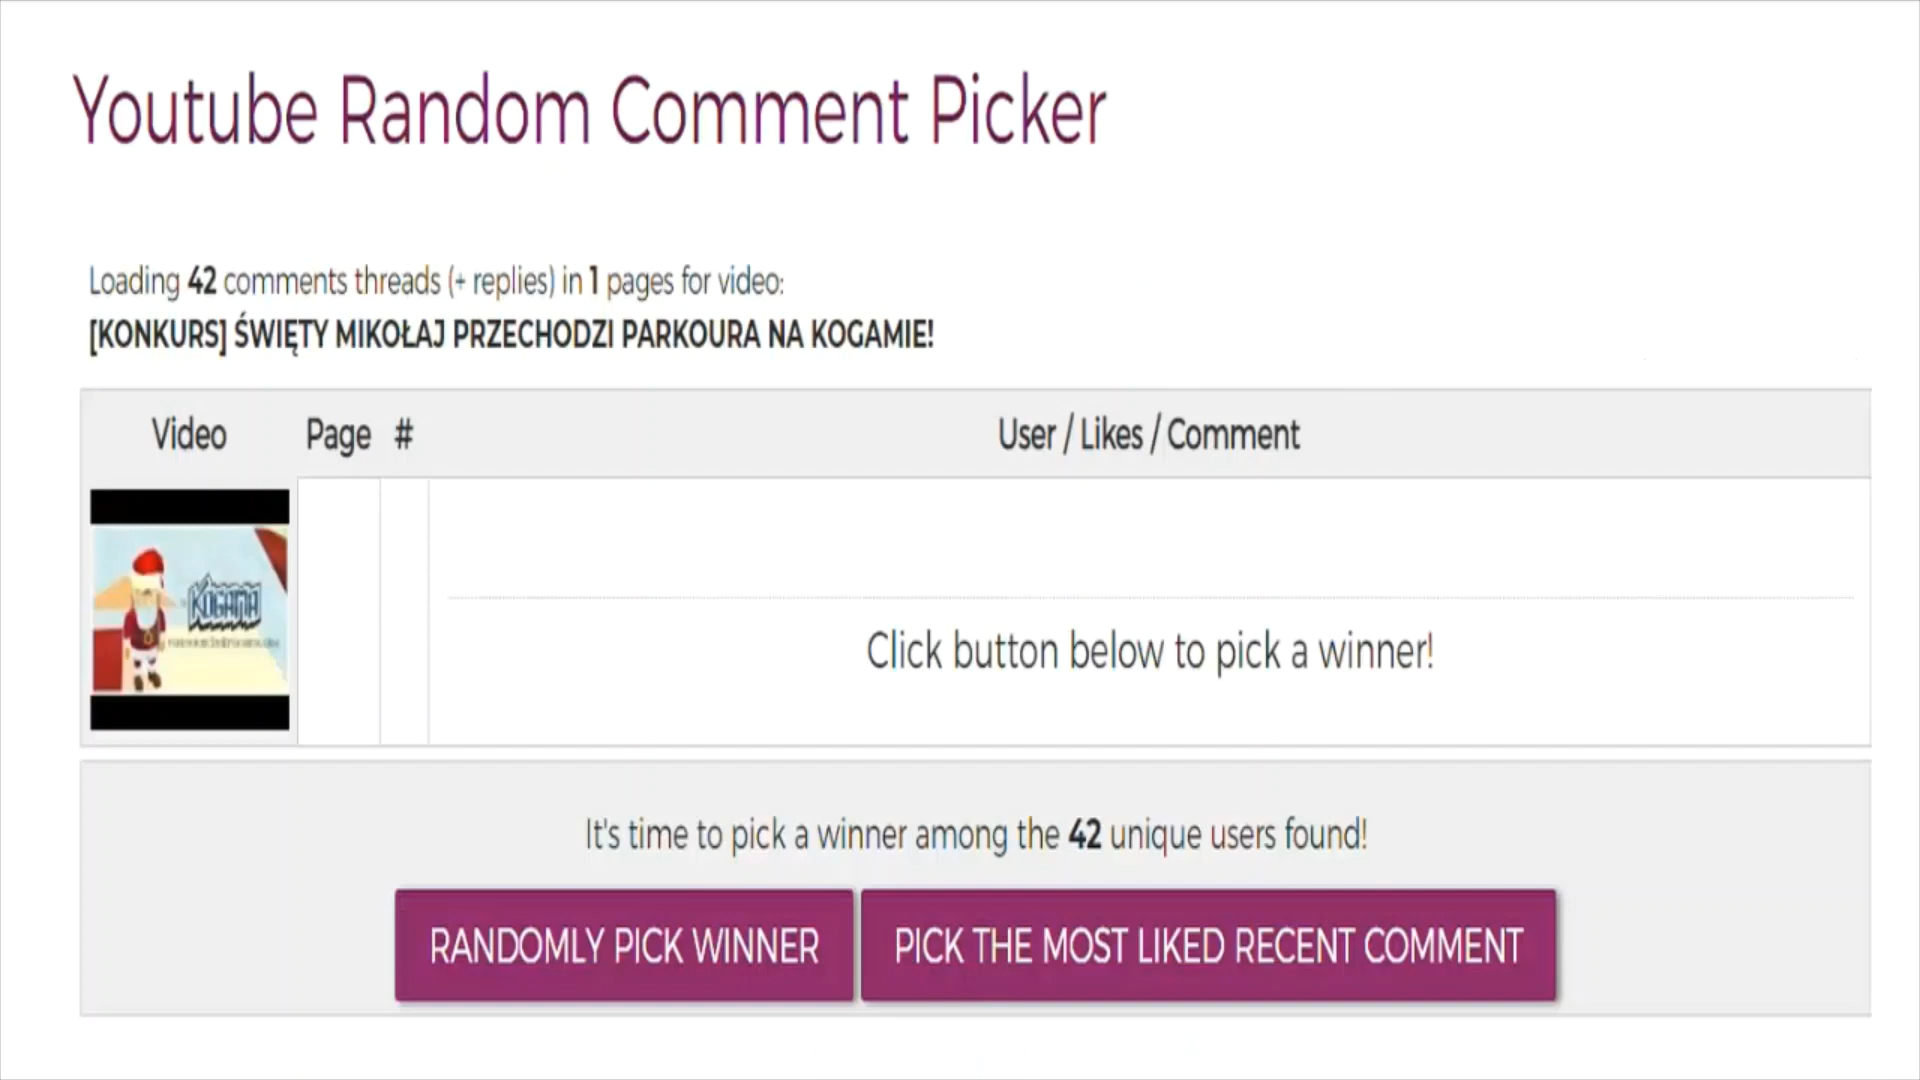 Youtube Random Comment Picker
Loading 42 comments threads (+ replies) in 1 pages for video:
[KONKURS] ŚWIĘTY MIKOŁAJ PRZECHODZI PARKOURA NA KOGAMIE!
Video Page # User / Likes / Comment
KOGAMA
Click button below to pick a winner!
It's time to pick a winner among the 42 unique users found!
RANDOMLY PICK WINNER PICK THE MOST LIKED RECENT COMMENT